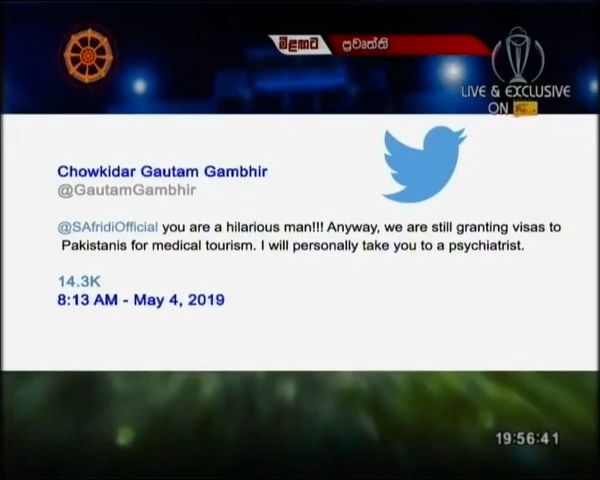 මීළඟට ප්‍රවෘත්ති
LIVE & EXCLUSIVE
ON
Chowkidar Gautam Gambhir
@GautamGambhir
@SAfridiOfficial you are a hilarious man!!! Anyway, we are still granting visas to
Pakistanis for medical tourism. I will personally take you to a psychiatrist.
14.3K
8:13 AM - May 4, 2019
19:56:41